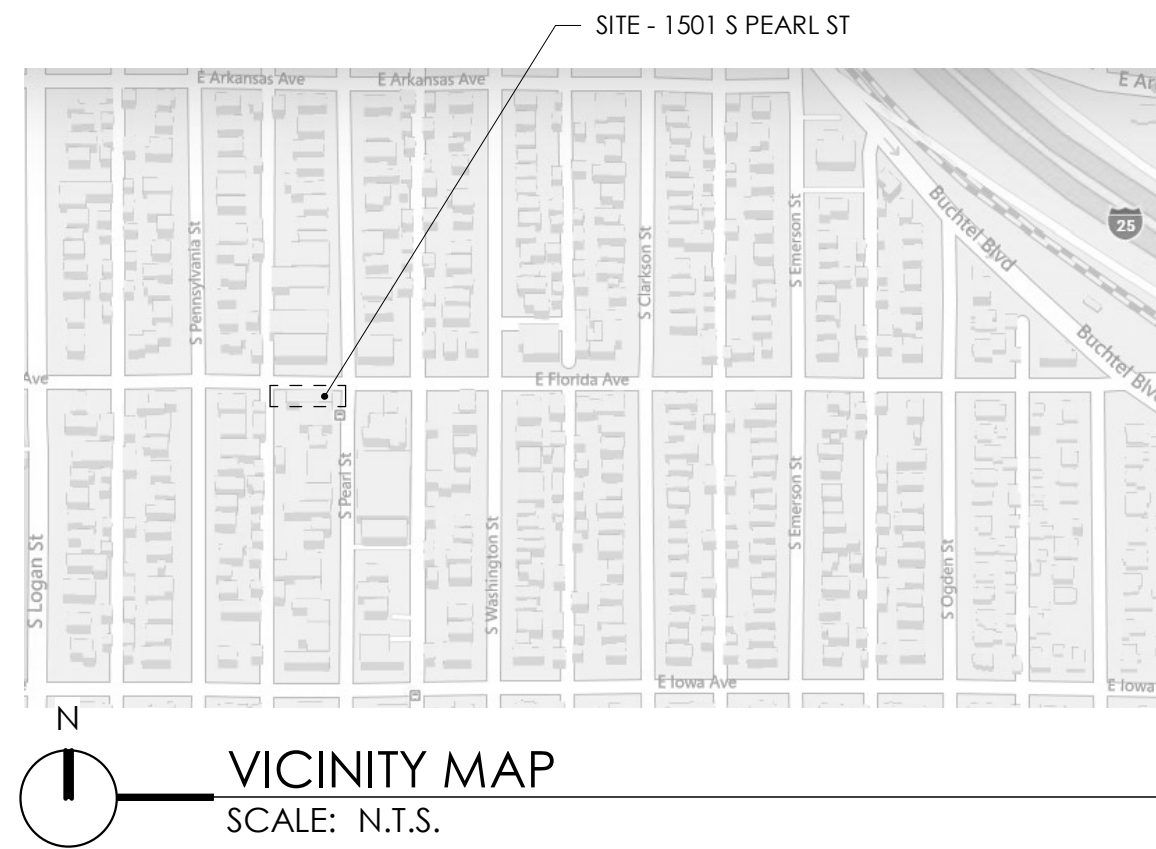 SITE - 1501 S PEARL ST
E Arkansas Ave
E Arkansas Ave
S Pennsylvania St
S Clarkson St
S Emerson St
Buchtel Blvd
25
Buchtel Blvd
Ave
E Florida Ave
S Pearl St
S Logan St
S Washington St
S Emerson St
S Ogden St
E Iowa Ave
E Iowa
N
VICINITY MAP
SCALE: N.T.S.